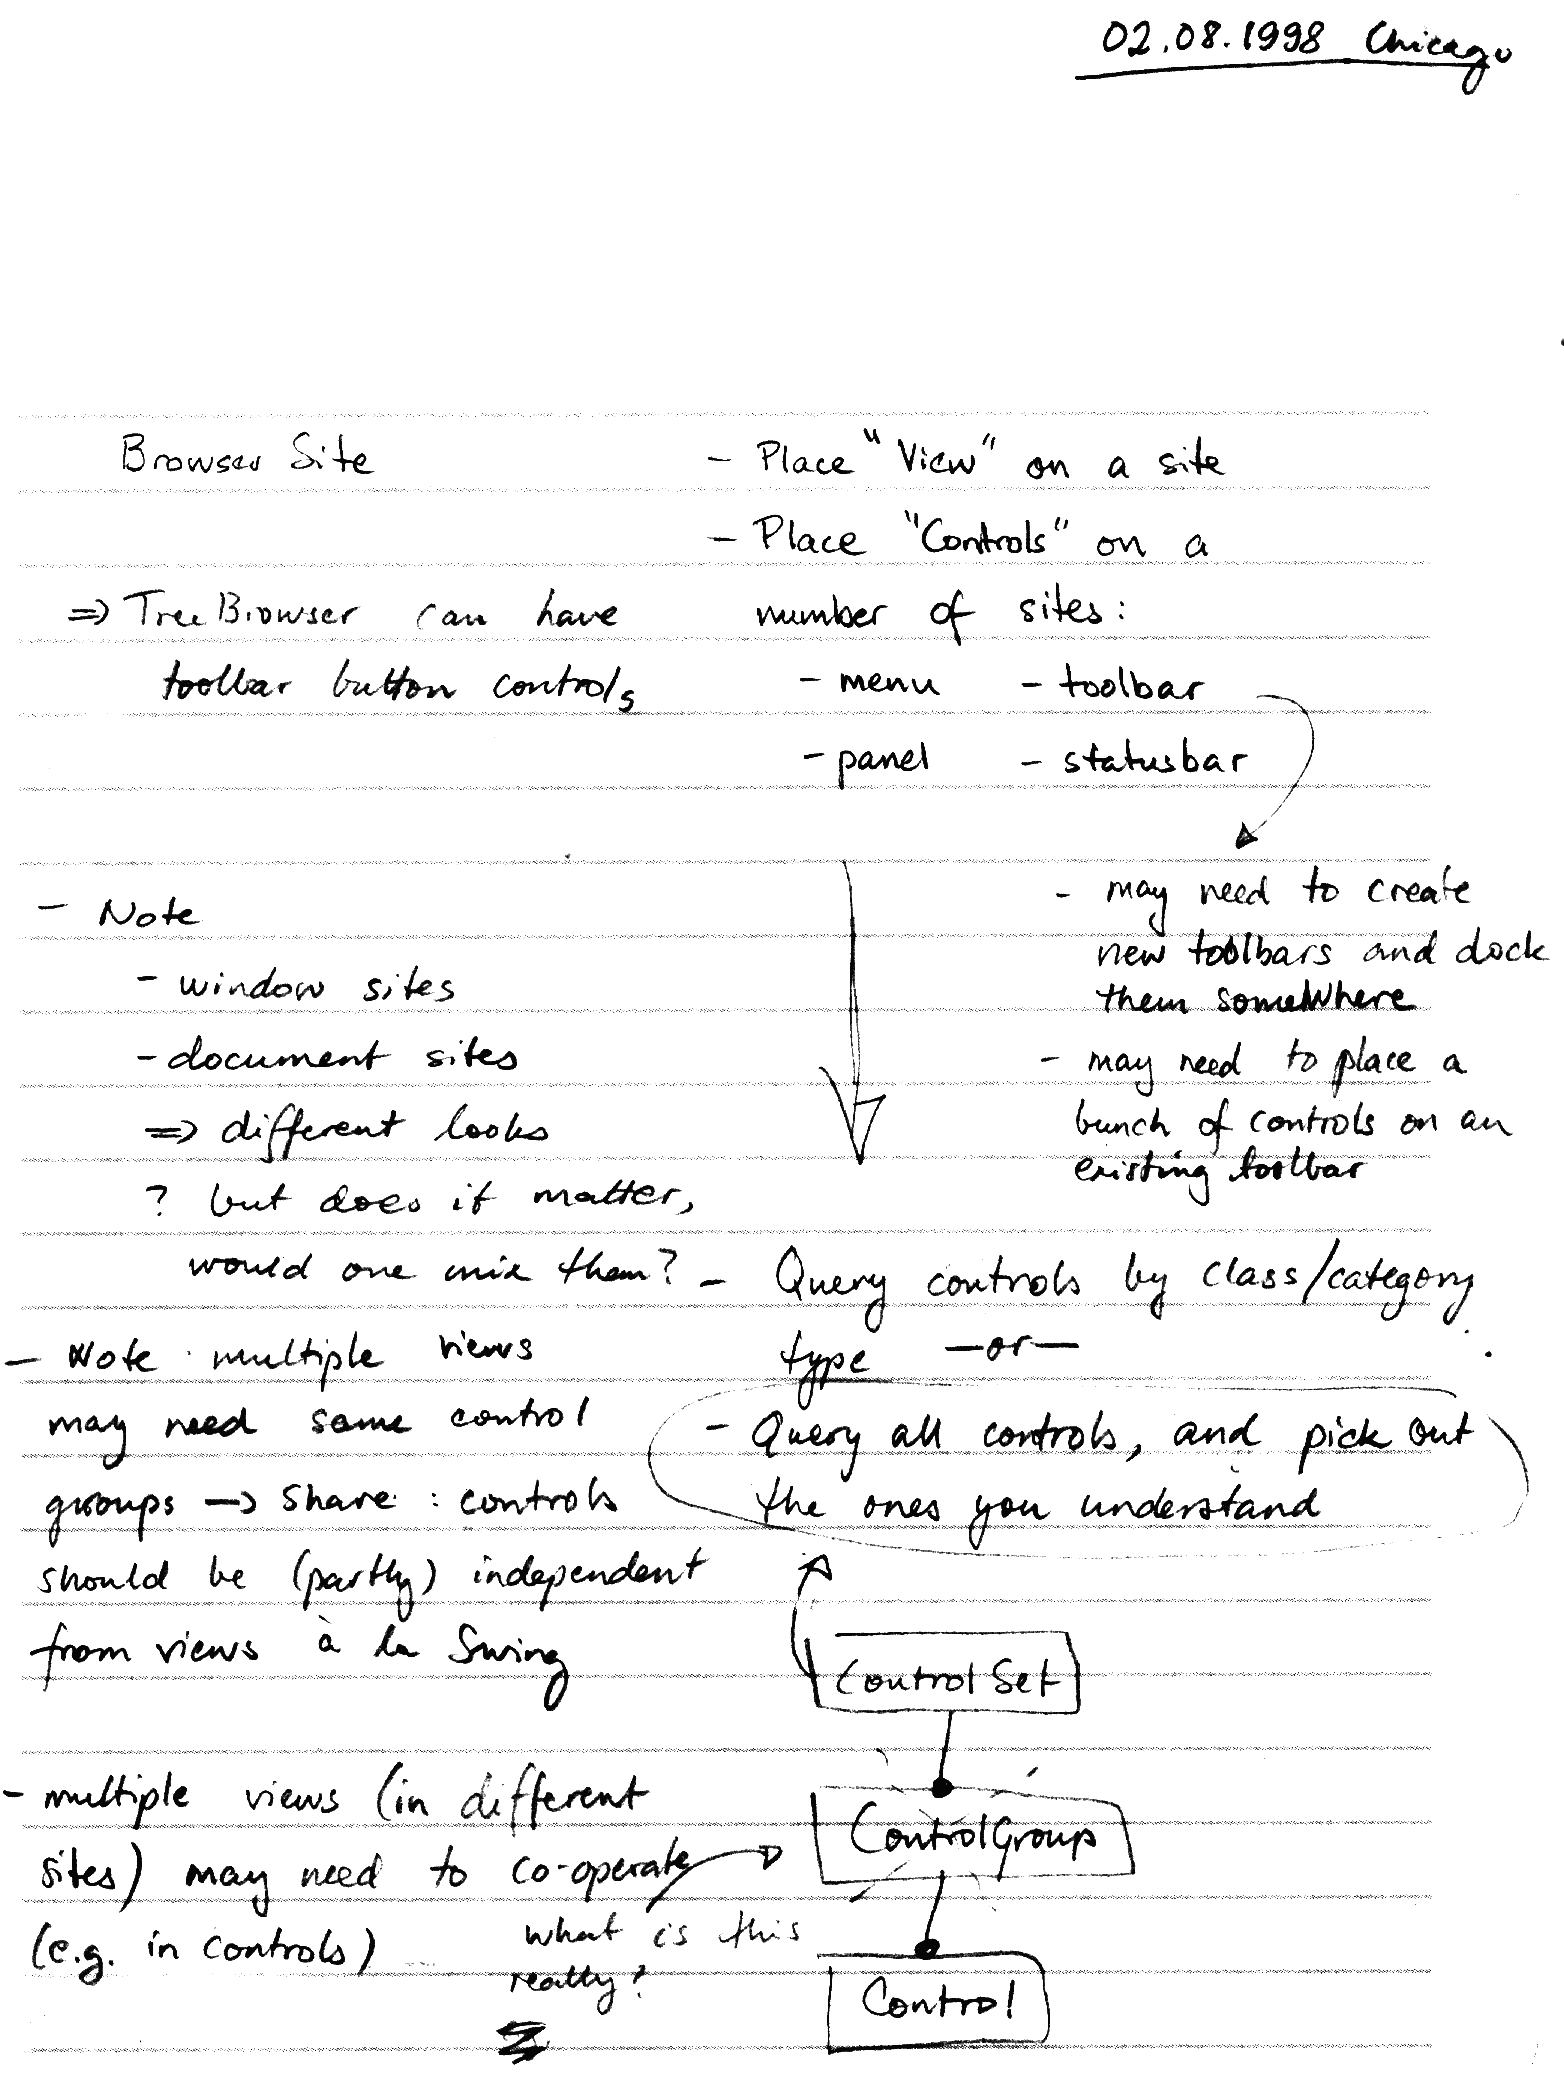 02.08.1998 Chicago
Browser Site
⇒ TreeBrowser can have
toolbar button controls
- Note
- window sites
- document sites
⇒ different looks
? but does it matter,
would one mix them?
- Note multiple views
may need same control
groups → share : controls
should be (partly) independent
from views à la Swing
- multiple views (in different
sites) may need to co-operate
(e.g. in controls)
what is this
really?
- Place "View" on a site
- Place "Controls" on a
number of sites:
- menu - toolbar
- panel - statusbar
- may need to create
new toolbars and dock
them somewhere
- may need to place a
bunch of controls on an
existing toolbar
- Query controls by class/category
type —or—
- Query all controls, and pick out
the ones you understand
Control Set
ControlGroup
Control